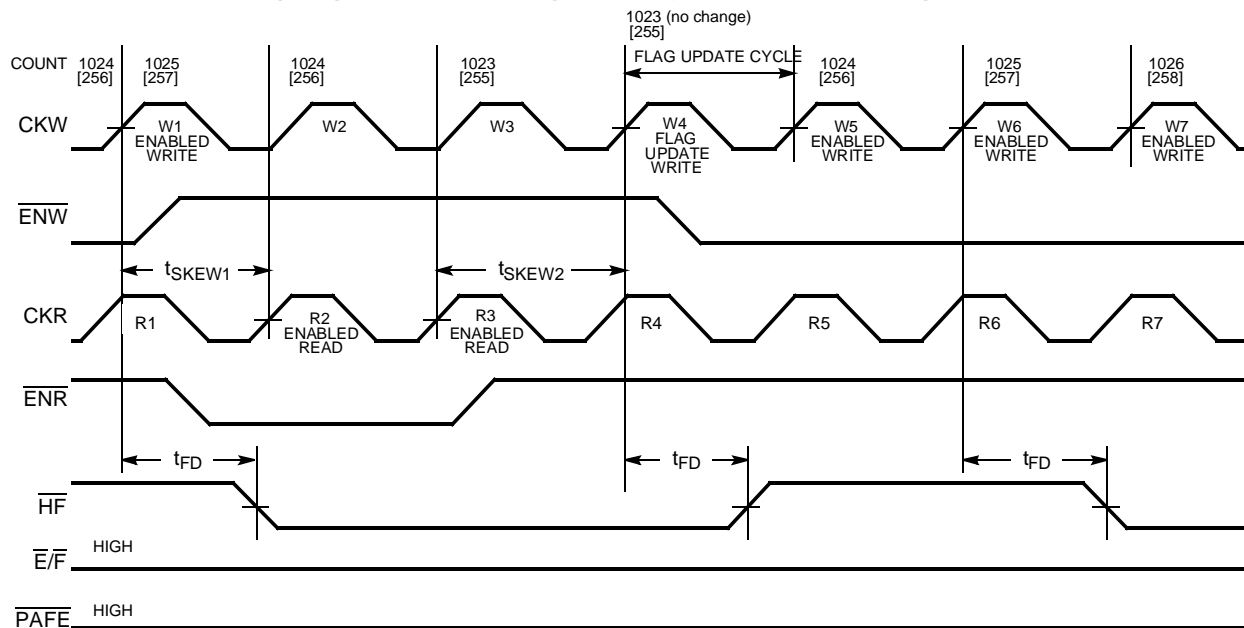 1023 (no change)
[255]
COUNT 1024
[256]
1025
[257]
1024
[256]
1023
[255]
FLAG UPDATE CYCLE
1024
[256]
1025
[257]
1026
[258]
CKW
W1
ENABLED
WRITE
W2
W3
W4
FLAG
UPDATE
WRITE
W5
ENABLED
WRITE
W6
ENABLED
WRITE
W7
ENABLED
WRITE
ENW
tSKEW1
tSKEW2
CKR
R1
R2
ENABLED
READ
R3
ENABLED
READ
R4
R5
R6
R7
ENR
tFD
tFD
tFD
HF
E/F
HIGH
PAFE
HIGH